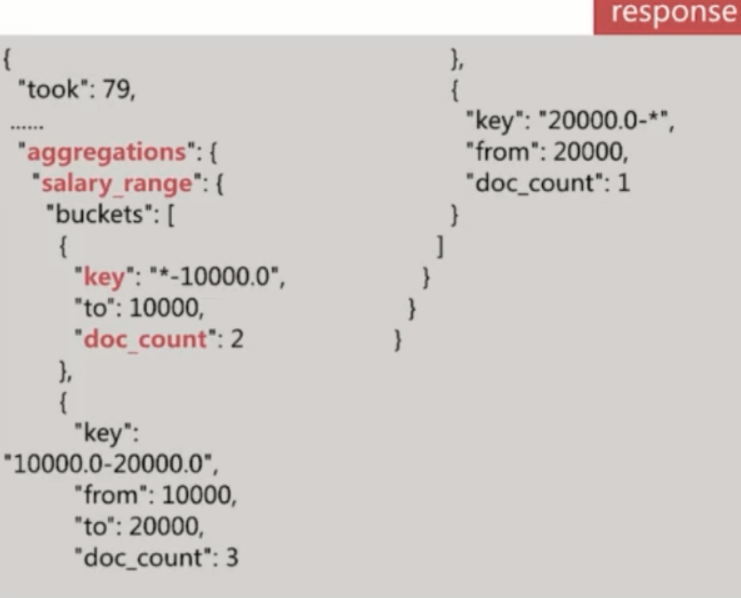 response
{
"took": 79,
......
"aggregations": {
"salary_range": {
"buckets": [
{
"key": "*-10000.0",
"to": 10000,
"doc_count": 2
},
{
"key":
"10000.0-20000.0",
"from": 10000,
"to": 20000,
"doc_count": 3
},
{
"key": "20000.0-*",
"from": 20000,
"doc_count": 1
}
]
}
}
}